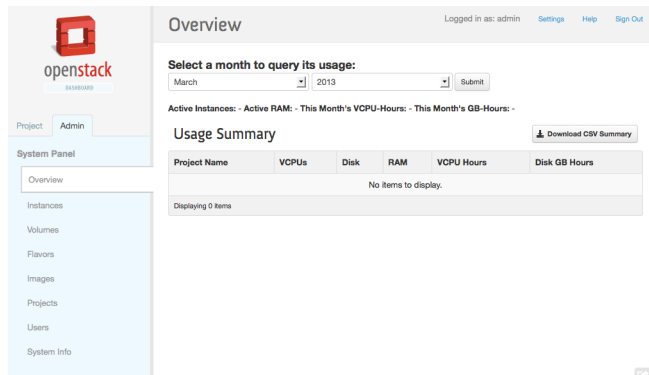 Overview
Logged in as: admin Settings Help Sign Out
openstack
DASHBOARD
Project Admin
System Panel
Overview
Instances
Volumes
Flavors
Images
Projects
Users
System Info
Select a month to query its usage:
March 2013 Submit
Active Instances: - Active RAM: - This Month's VCPU-Hours: - This Month's GB-Hours: -
Usage Summary
Download CSV Summary
Project Name VCPUs Disk RAM VCPU Hours Disk GB Hours
No items to display.
Displaying 0 items